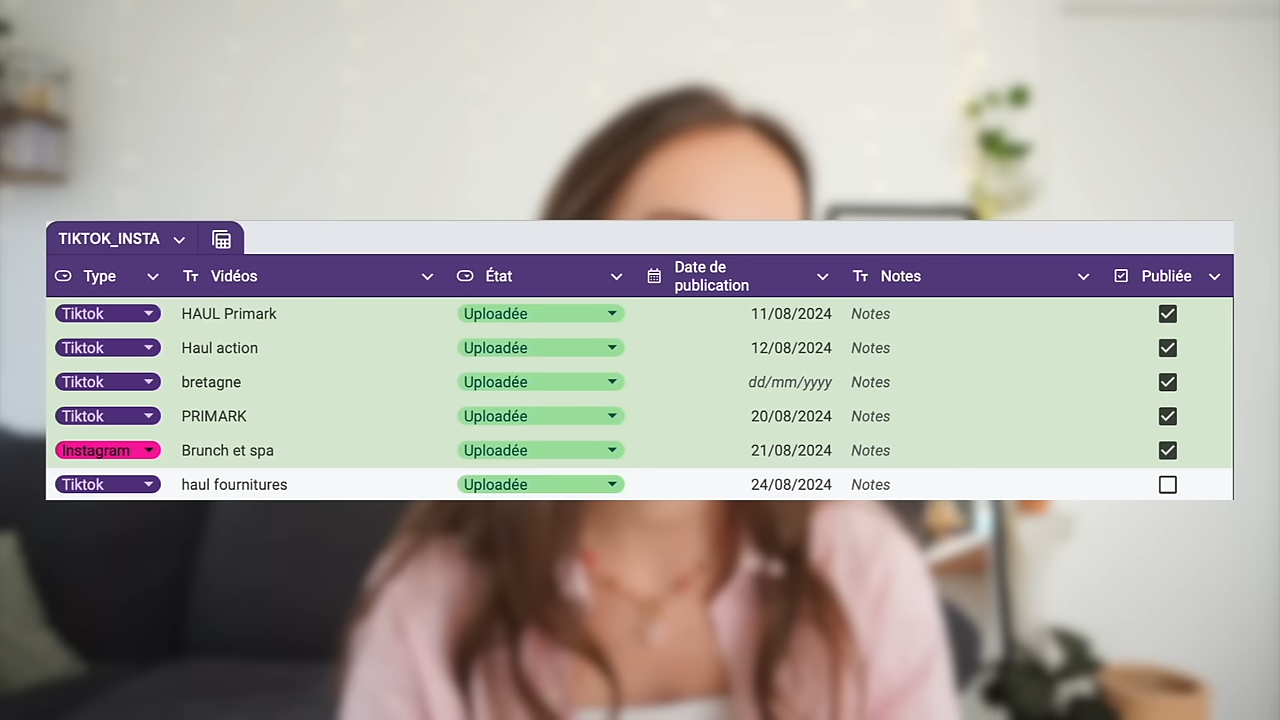 TIKTOK_INSTA
Type Vidéos État Date de publication Notes Publiée
Tiktok HAUL Primark Uploadée 11/08/2024 Notes
Tiktok Haul action Uploadée 12/08/2024 Notes
Tiktok bretagne Uploadée dd/mm/yyyy Notes
Tiktok PRIMARK Uploadée 20/08/2024 Notes
Instagram Brunch et spa Uploadée 21/08/2024 Notes
Tiktok haul fournitures Uploadée 24/08/2024 Notes